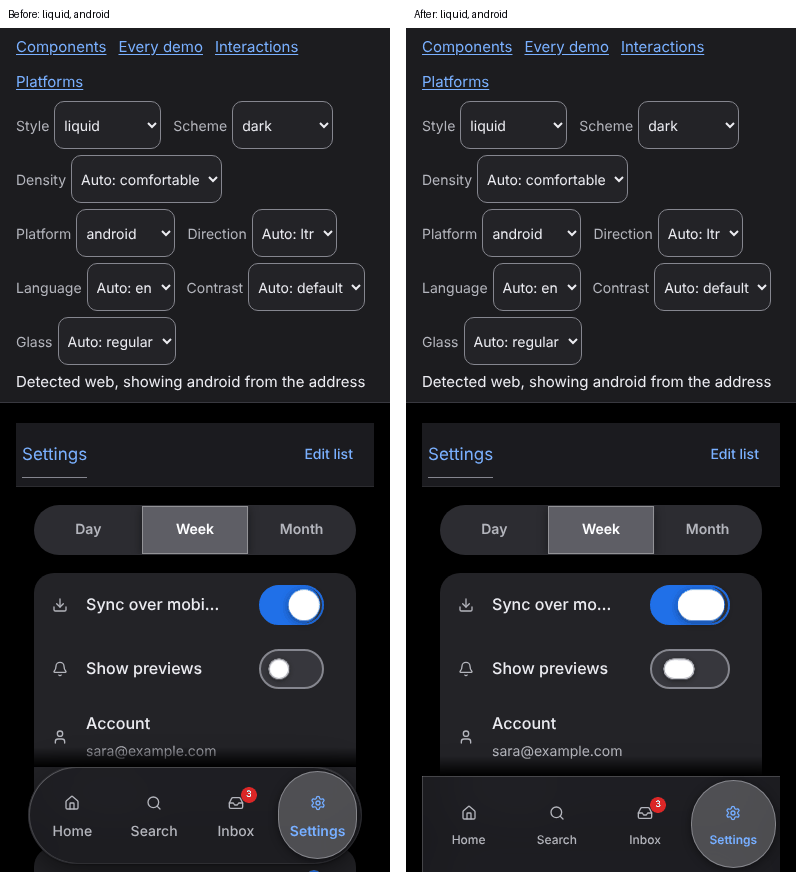 Before: liquid, android
Components Every demo Interactions
Platforms
Style liquid Scheme dark
Density Auto: comfortable
Platform android Direction Auto: ltr
Language Auto: en Contrast Auto: default
Glass Auto: regular
Detected web, showing android from the address
Settings Edit list
Day Week Month
Sync over mobi...
Show previews
Account
sara@example.com
3
Home Search Inbox Settings
After: liquid, android
Components Every demo Interactions
Platforms
Style liquid Scheme dark
Density Auto: comfortable
Platform android Direction Auto: ltr
Language Auto: en Contrast Auto: default
Glass Auto: regular
Detected web, showing android from the address
Settings Edit list
Day Week Month
Sync over mo...
Show previews
Account
sara@example.com
3
Home Search Inbox Settings